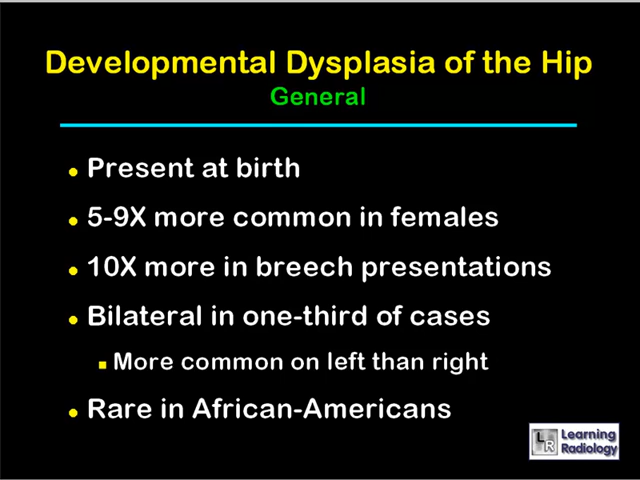 Developmental Dysplasia of the Hip
General
Present at birth
5-9X more common in females
10X more in breech presentations
Bilateral in one-third of cases
More common on left than right
Rare in African-Americans
LR Learning
Radiology